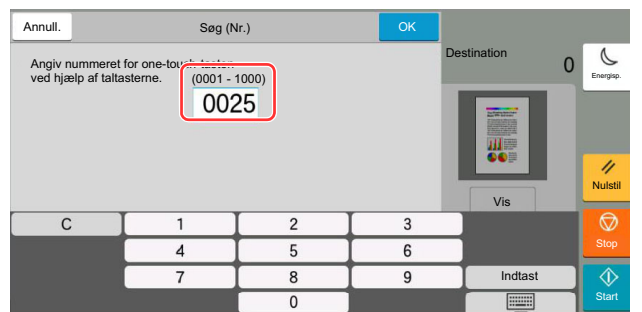 Annull.
Søg (Nr.)
OK
Angiv nummeret for one-touch-tasten
ved hjælp af taltasterne.
(0001 - 1000)
0025
Destination
0
Vis
Energisp.
Nulstil
Stop
Start
C
1
2
3
4
5
6
7
8
9
0
Indtast